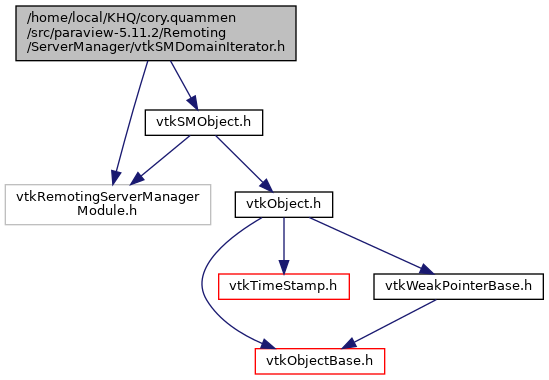 /home/local/KHQ/cory.quammen
/src/paraview-5.11.2/Remoting
/ServerManager/vtkSMDomainIterator.h
vtkSMObject.h
vtkRemotingServerManager
Module.h
vtkObject.h
vtkTimeStamp.h
vtkWeakPointerBase.h
vtkObjectBase.h